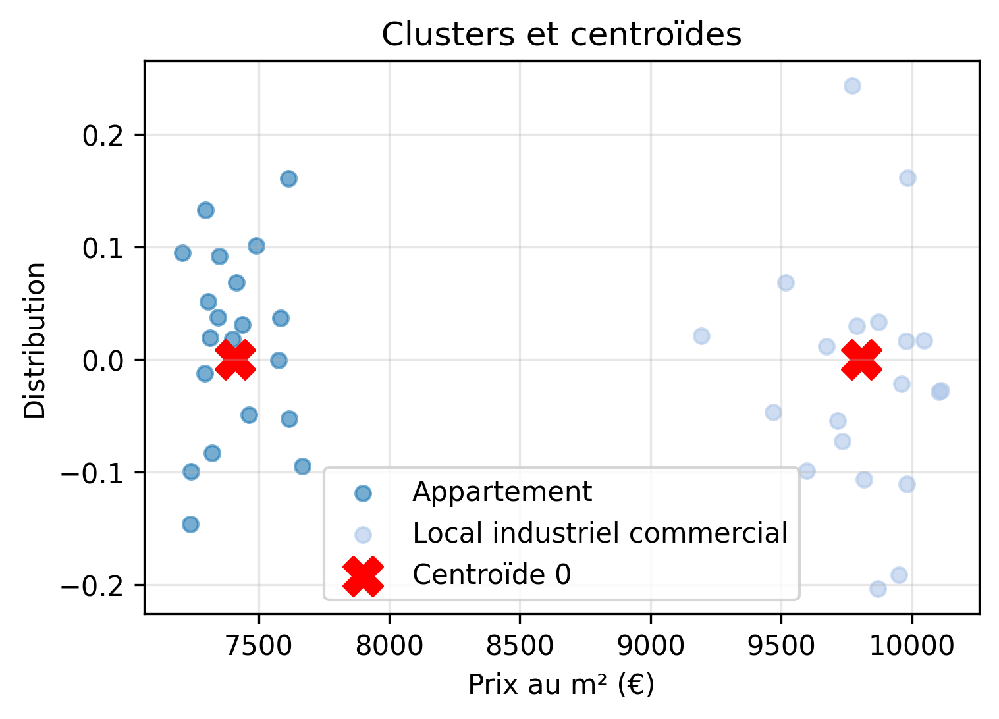 Clusters et centroïdes
Distribution
0.2
0.1
0.0
−0.1
−0.2
Appartement
Local industriel commercial
Centroïde 0
7500 8000 8500 9000 9500 10000
Prix au m² (€)